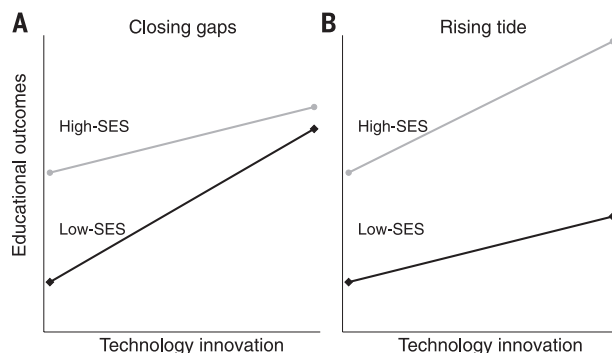 A
Closing gaps
B
Rising tide
Educational outcomes
High-SES
Low-SES
High-SES
Low-SES
Technology innovation
Technology innovation